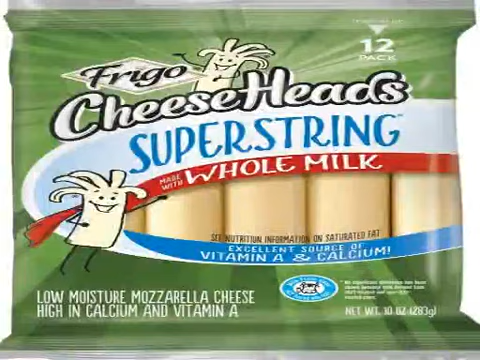 12
PACK
Frigo
CheeseHeads
SUPERSTRING
MADE WITH WHOLE MILK
SEE NUTRITION INFORMATION ON SATURATED FAT
EXCELLENT SOURCE OF
VITAMIN A & CALCIUM!
LOW MOISTURE MOZZARELLA CHEESE
HIGH IN CALCIUM AND VITAMIN A
NET WT. 10 OZ (283g)